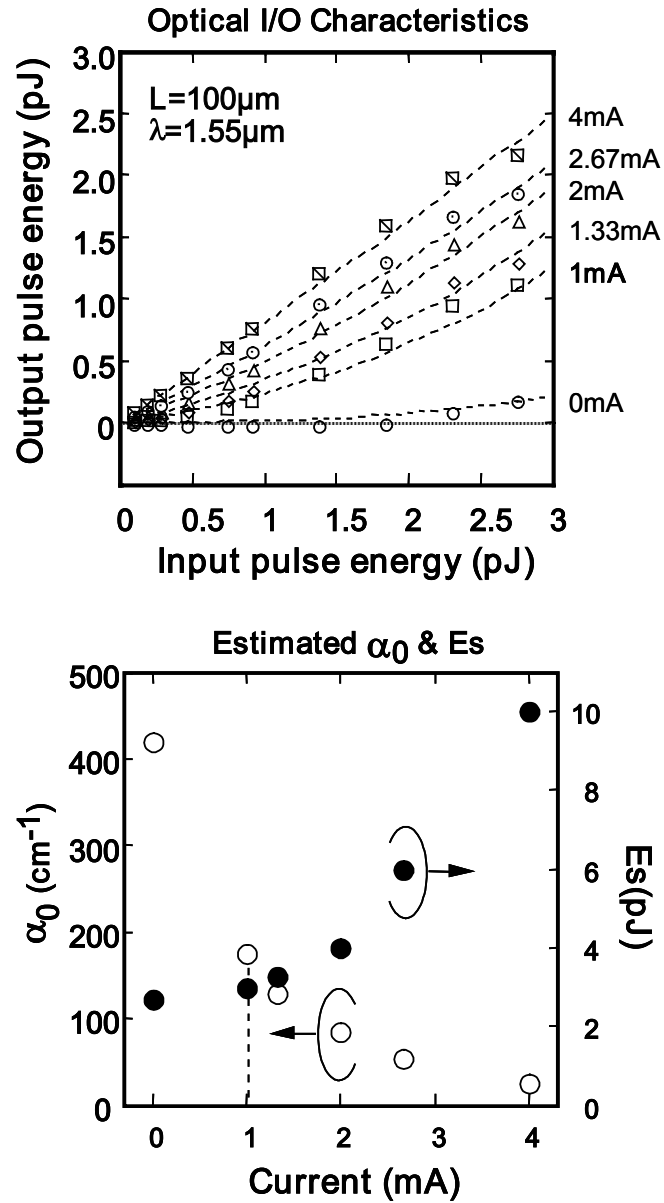 Optical I/O Characteristics
Output pulse energy (pJ)
3.0
2.5
2.0
1.5
1.0
0.5
0
L=100µm
λ=1.55µm
4mA
2.67mA
2mA
1.33mA
1mA
0mA
0 0.5 1 1.5 2 2.5 3
Input pulse energy (pJ)
Estimated α0 & Es
α0 (cm-1)
500
400
300
200
100
0
10
8
6
4
2
0
Es(pJ)
0 1 2 3 4
Current (mA)